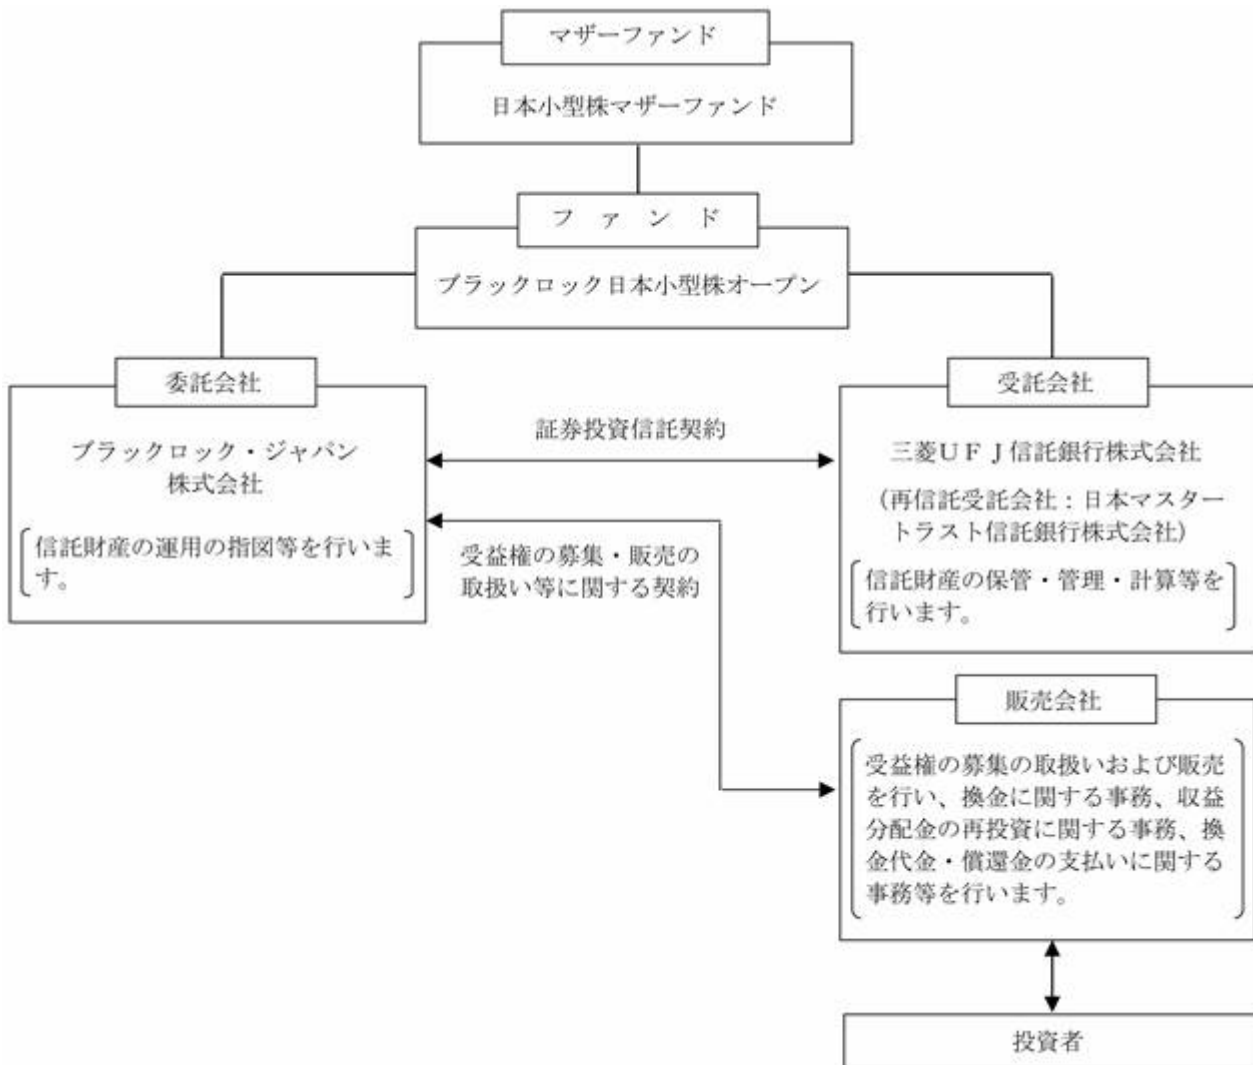 マザーファンド
日本小型株マザーファンド
ファンド
ブラックロック日本小型株オープン
委託会社
ブラックロック・ジャパン
株式会社
信託財産の運用の指図等を行いま
す。
証券投資信託契約
受益権の募集・販売の
取扱い等に関する契約
受託会社
三菱ＵＦＪ信託銀行株式会社
（再信託受託会社：日本マスター
トラスト信託銀行株式会社）
信託財産の保管・管理・計算等を
行います。
販売会社
受益権の募集の取扱いおよび販売
を行い、換金に関する事務、収益
分配金の再投資に関する事務、換
金代金・償還金の支払いに関する
事務等を行います。
投資者